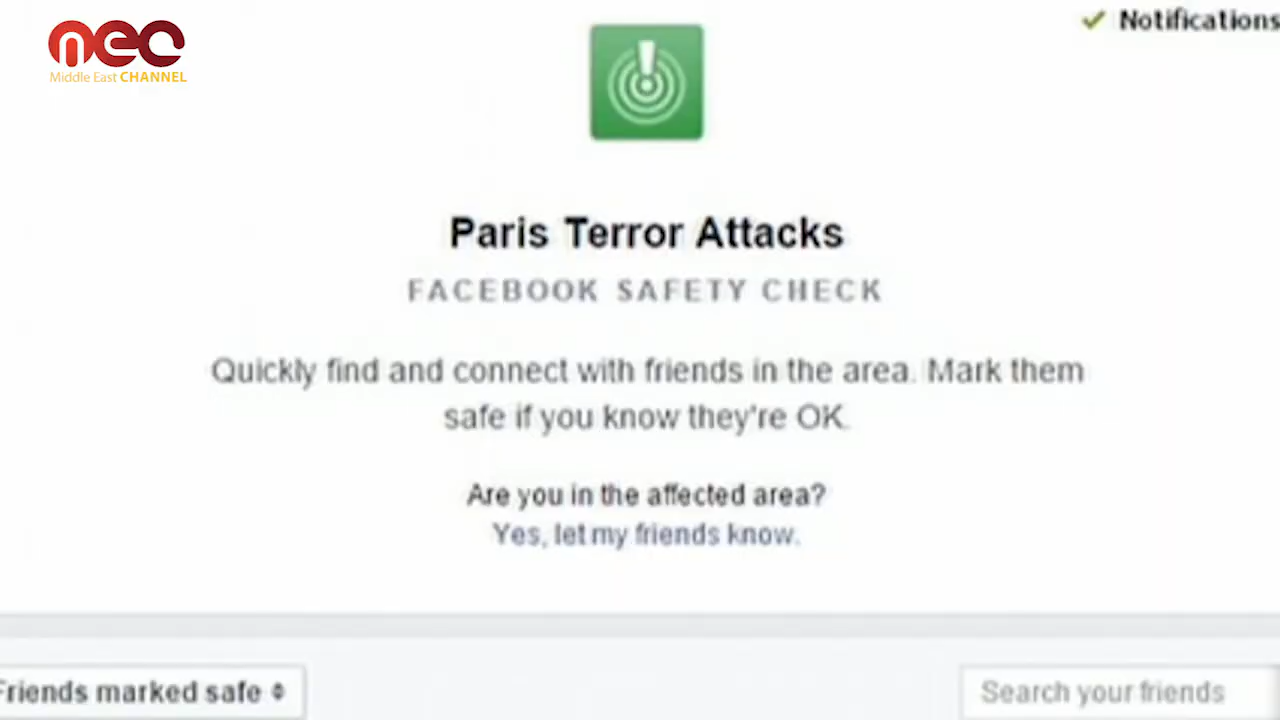 mec
Middle East CHANNEL
Notifications
Paris Terror Attacks
FACEBOOK SAFETY CHECK
Quickly find and connect with friends in the area. Mark them
safe if you know they're OK.
Are you in the affected area?
Yes, let my friends know.
Friends marked safe
Search your friends